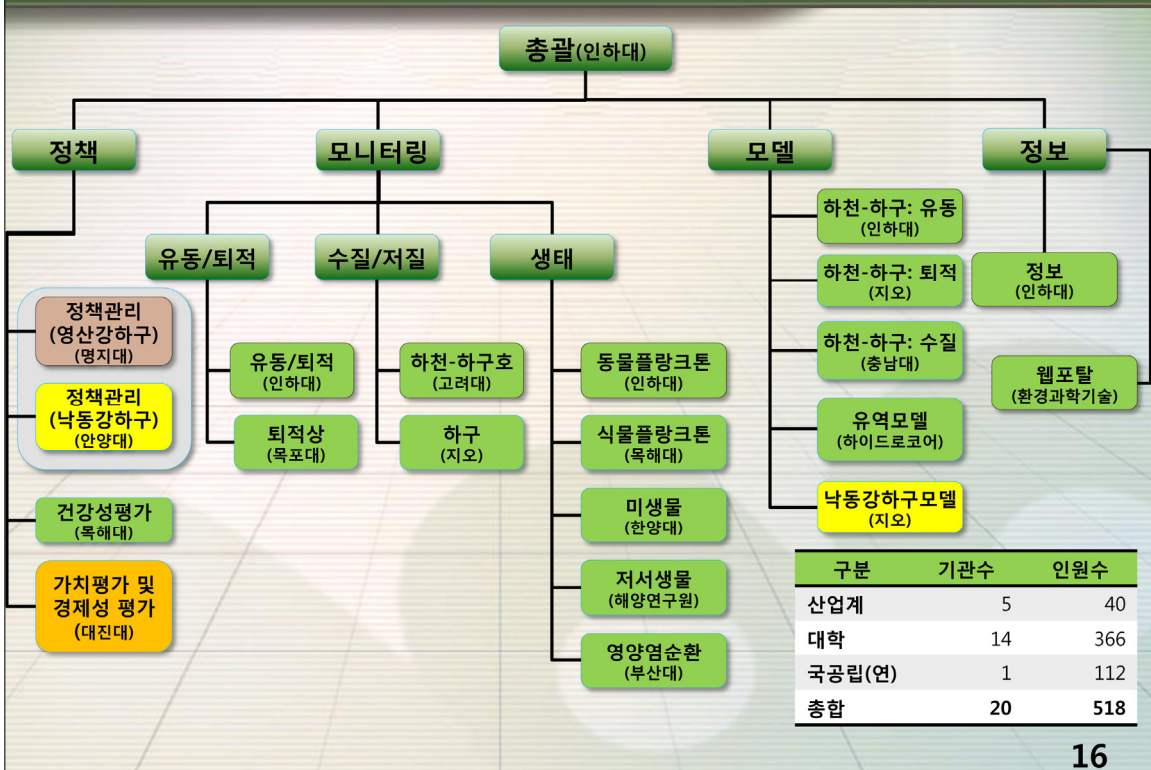 총괄(인하대)
정책
모니터링
모델
정보
유동/퇴적
수질/저질
생태
정책관리
(영산강하구)
(명지대)
정책관리
(낙동강하구)
(안양대)
건강성평가
(목해대)
가치평가 및
경제성 평가
(대진대)
유동/퇴적
(인하대)
퇴적상
(목포대)
하천-하구호
(고려대)
하구
(지오)
동물플랑크톤
(인하대)
식물플랑크톤
(목해대)
미생물
(한양대)
저서생물
(해양연구원)
영양염순환
(부산대)
하천-하구: 유동
(인하대)
하천-하구: 퇴적
(지오)
하천-하구: 수질
(충남대)
유역모델
(하이드로코어)
낙동강하구모델
(지오)
정보
(인하대)
웹포탈
(환경과학기술)
구분 기관수 인원수
산업계 5 40
대학 14 366
국공립(연) 1 112
총합 20 518
16